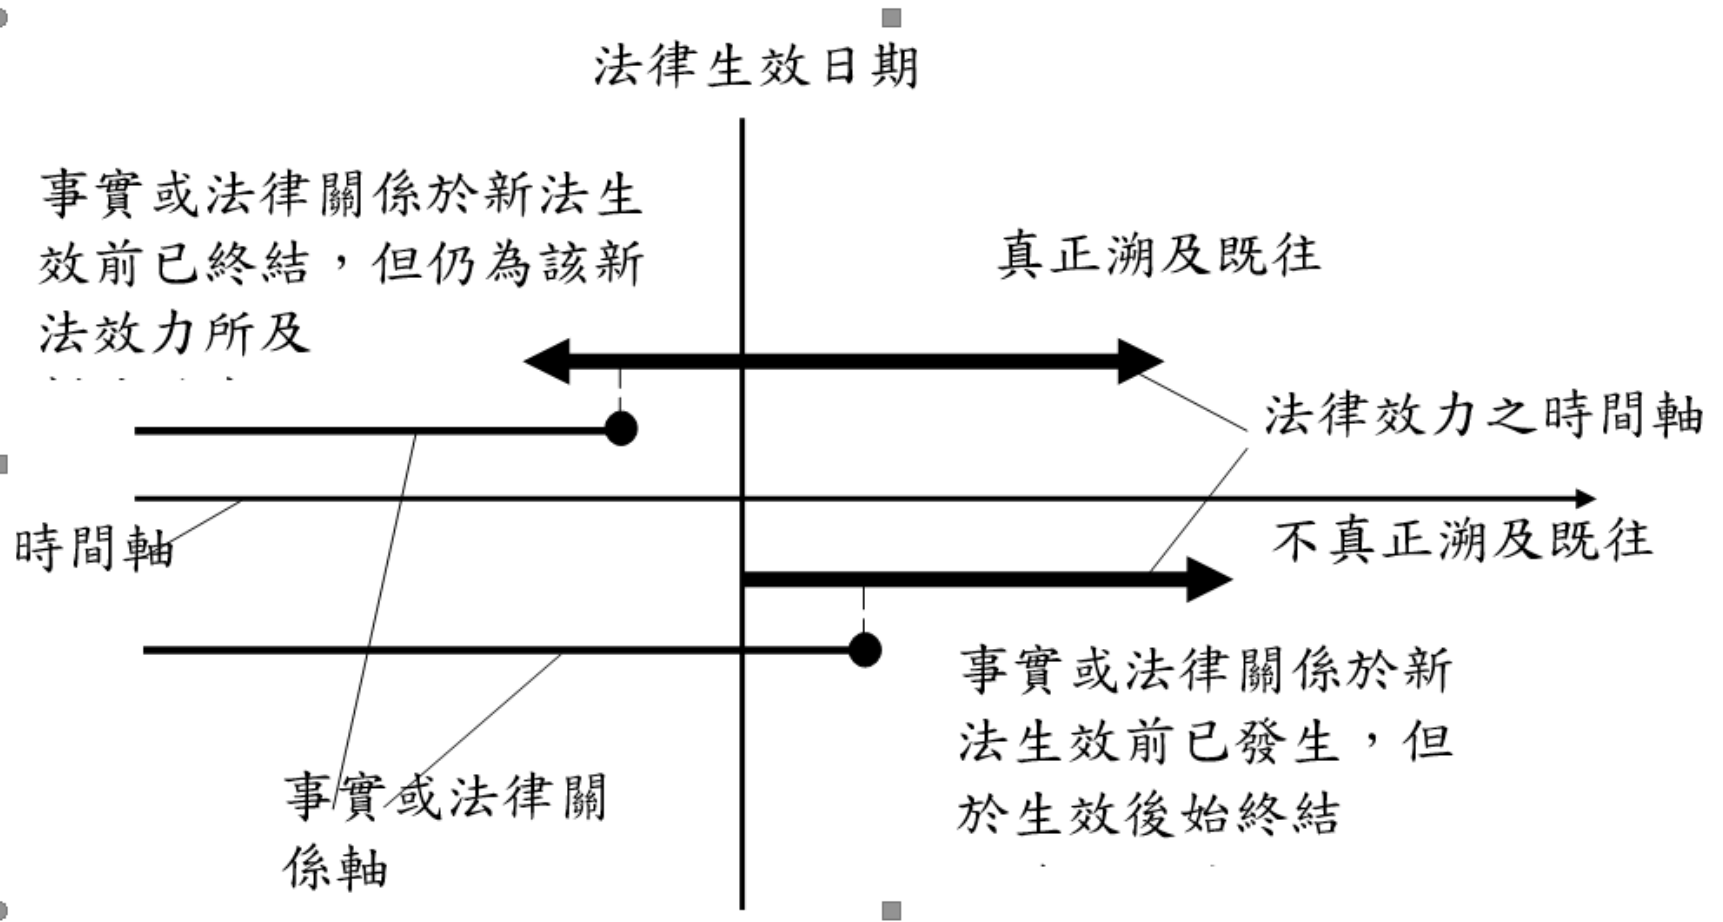 法律生效日期
事實或法律關係於新法生
效前已終結，但仍為該新
法效力所及
真正溯及既往
法律效力之時間軸
時間軸
不真正溯及既往
事實或法律關係於新
法生效前已發生，但
於生效後始終結
事實或法律關
係軸